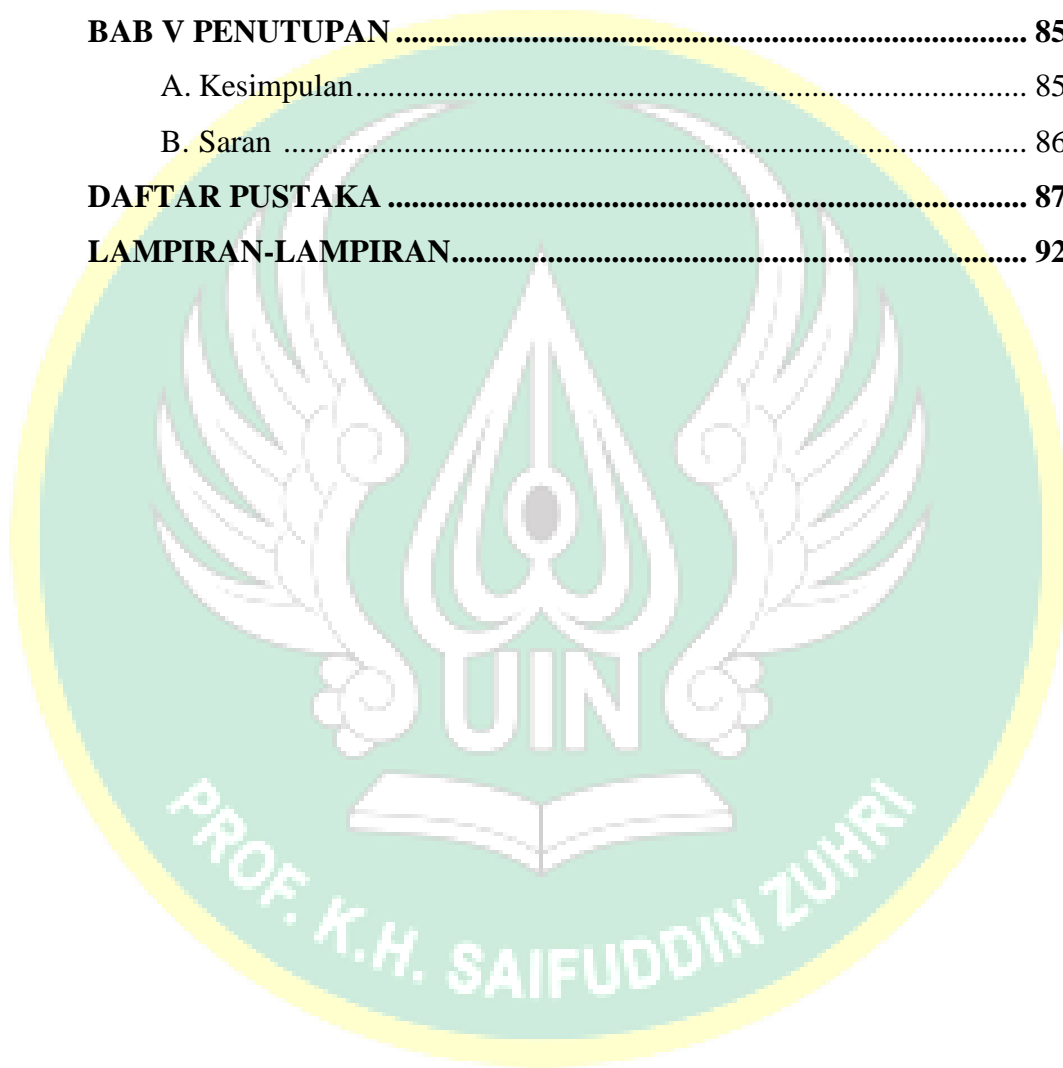 BAB V PENUTUPAN ........................................................................... 85
A. Kesimpulan................................................................................ 85
B. Saran ........................................................................................ 86
DAFTAR PUSTAKA ............................................................................ 87
LAMPIRAN-LAMPIRAN..................................................................... 92
UIN
PROF. K.H. SAIFUDDIN ZUHRI